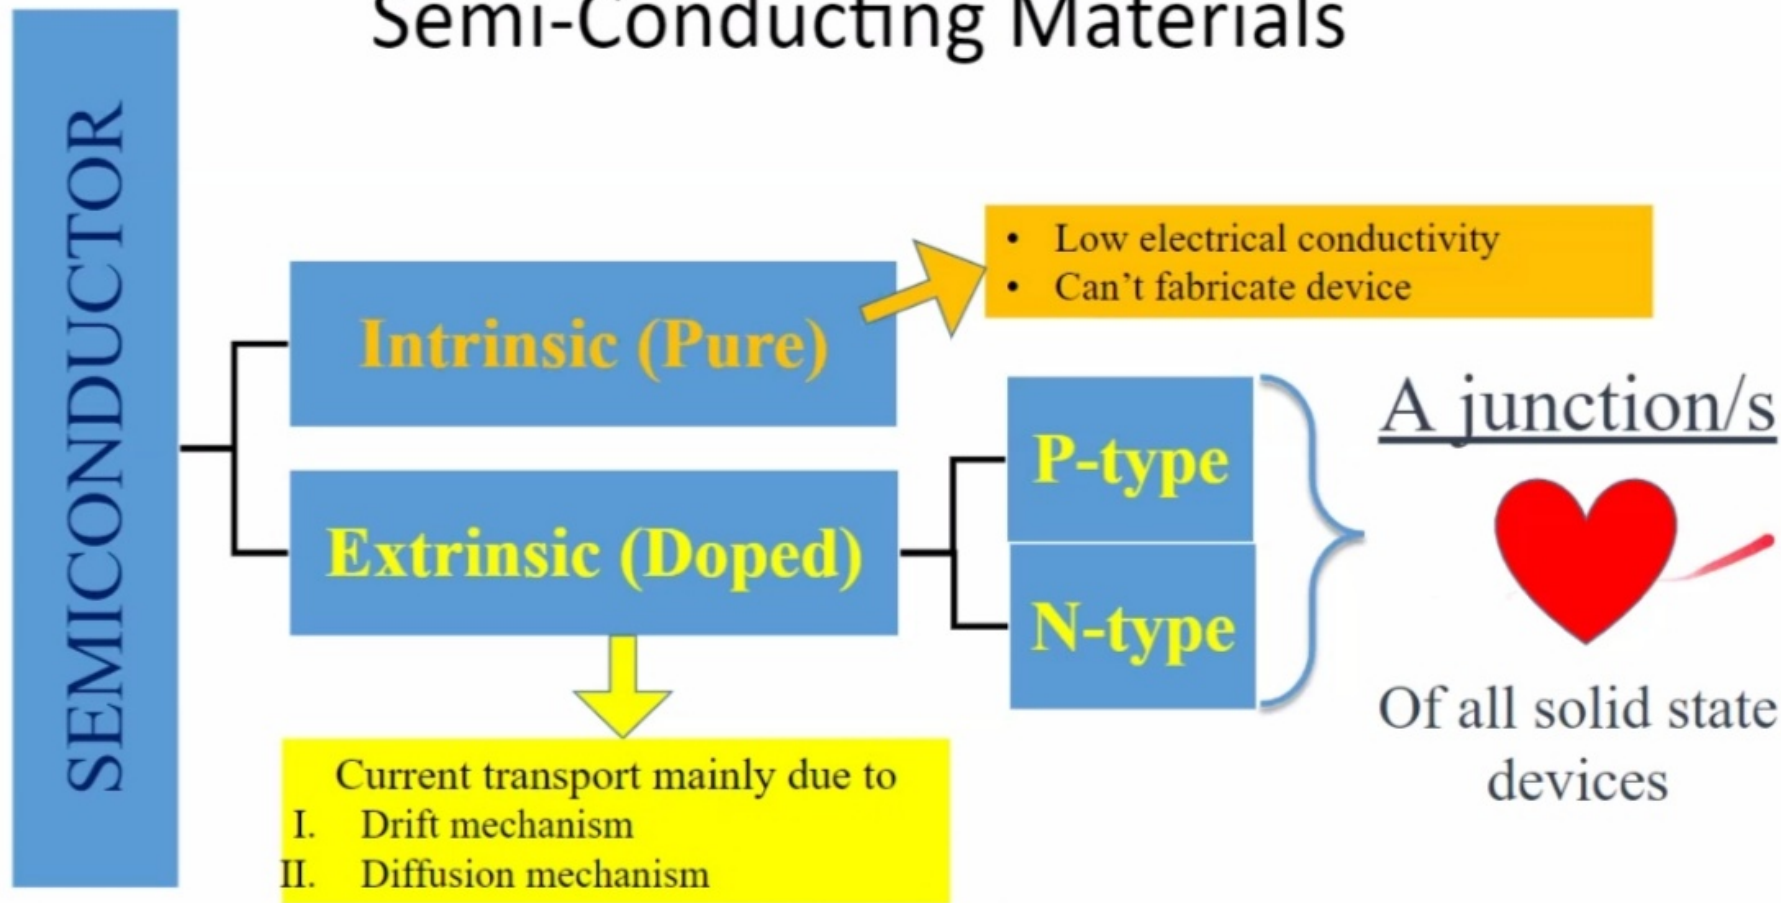 Semi-Conducting Materials
SEMICONDUCTOR
Intrinsic (Pure)
• Low electrical conductivity
• Can’t fabricate device
Extrinsic (Doped)
P-type
N-type
A junction/s
Of all solid state
devices
Current transport mainly due to
I. Drift mechanism
II. Diffusion mechanism